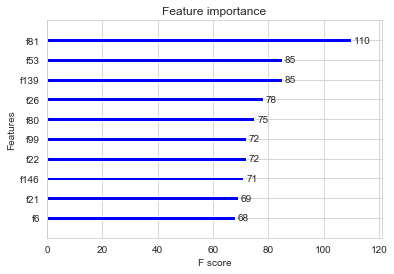 Feature importance
Features
f81 110
f53 85
f139 85
f26 78
f80 75
f99 72
f22 72
f146 71
f21 69
f6 68
0 20 40 60 80 100 120
F score